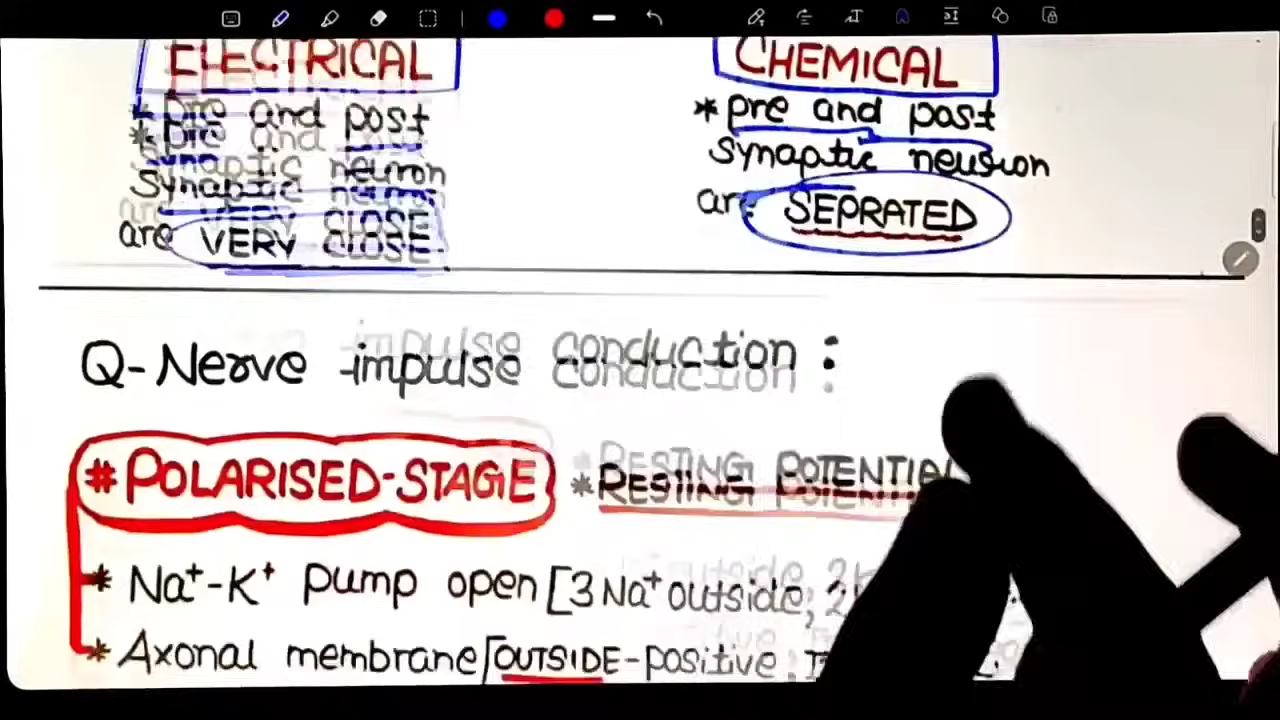 ELECTRICAL
* pre and post
synaptic neuron
are VERY CLOSE
CHEMICAL
* pre and post
synaptic neuron
are SEPRATED
Q-Nerve impulse conduction :
# POLARISED-STAGE * RESTING POTENTIAL
* Na⁺-K⁺ pump open [3 Na⁺ outside, 2
* Axonal membrane [OUTSIDE-positive,